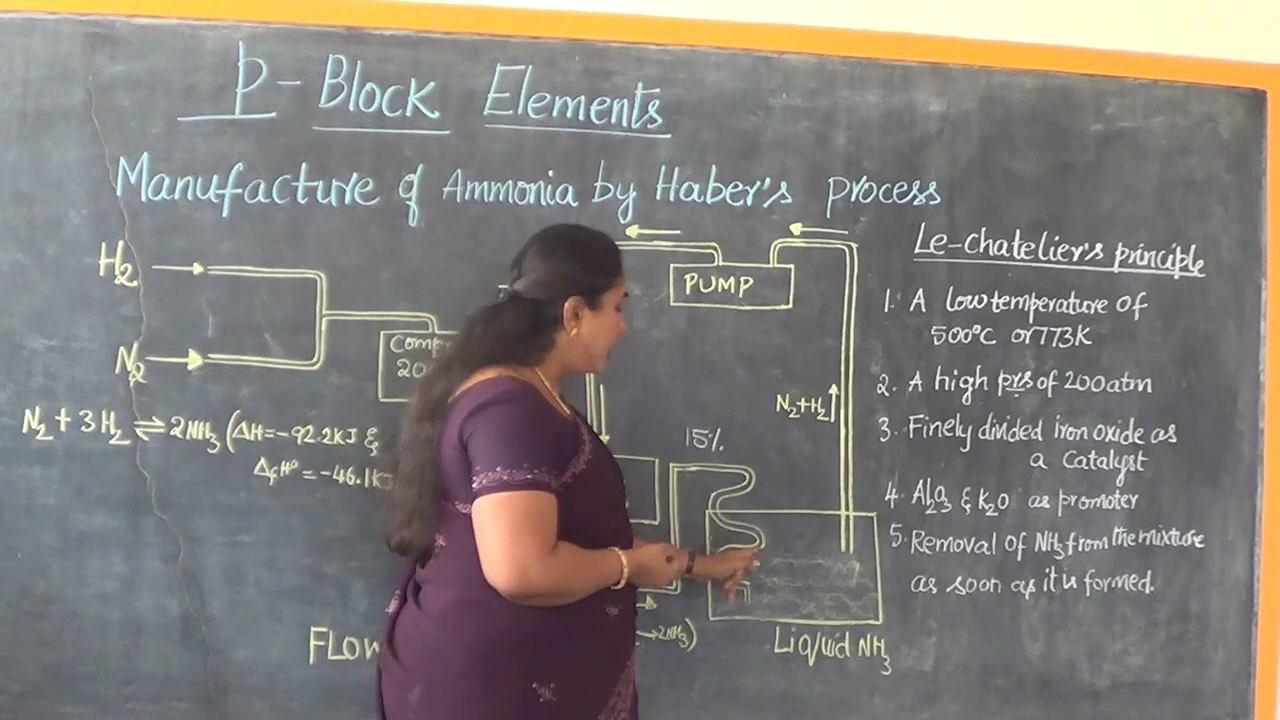 p-Block Elements
Manufacture of Ammonia by Haber's process
H2
N2
N2 + 3H2 ⇌ 2NH3 (ΔH=-92.2KJ &
ΔfH° = -46.1KJ
PUMP
N2+H2
15%
Liquid NH3
→2NH3)
Le-chatelier's principle
1. A low temperature of
500°C or 773K
2. A high prs of 200atm
3. Finely divided iron oxide as
a catalyst
4. Al2O3 & K2O as promoter
5. Removal of NH3 from the mixture
as soon as it is formed.